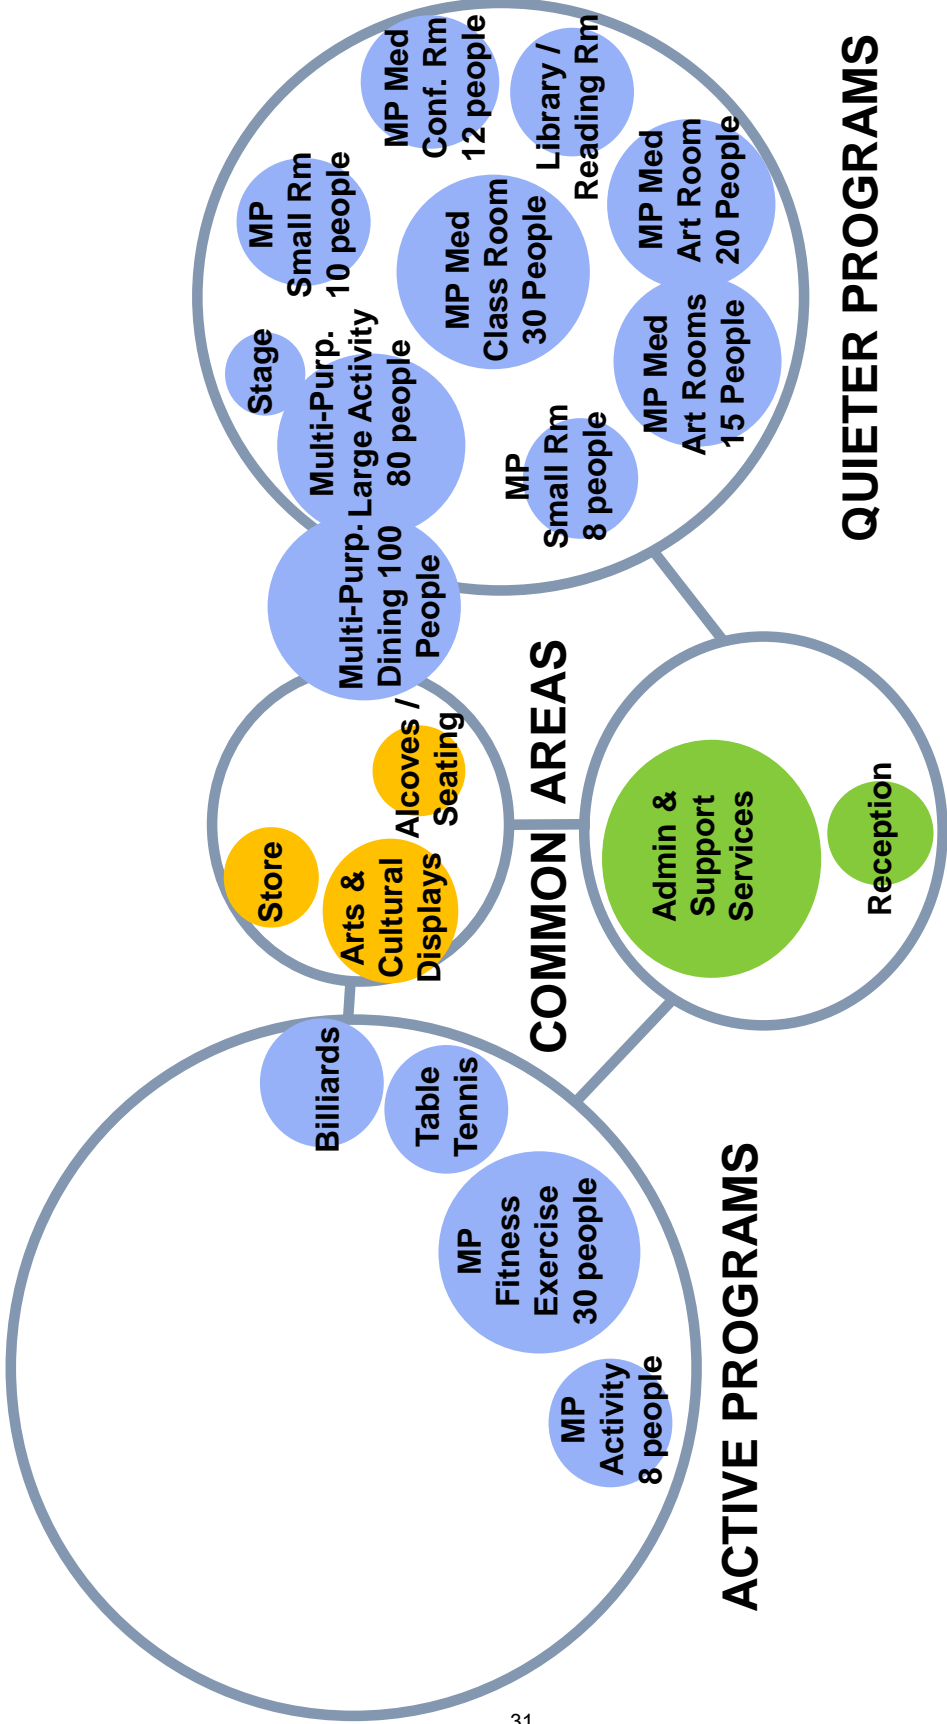 MP
Activity
8 people
MP
Fitness
Exercise
30 people
Billiards
Table
Tennis
ACTIVE PROGRAMS
Store
Arts &
Cultural
Displays
Alcoves /
Seating
COMMON AREAS
Admin &
Support
Services
Reception
Multi-Purp.
Dining 100
People
Multi-Purp.
Large Activity
80 people
Stage
MP
Small Rm
10 people
MP Med
Conf. Rm
12 people
Library /
Reading Rm
MP Med
Class Room
30 People
MP
Small Rm
8 people
MP Med
Art Rooms
15 People
MP Med
Art Room
20 People
QUIETER PROGRAMS
31